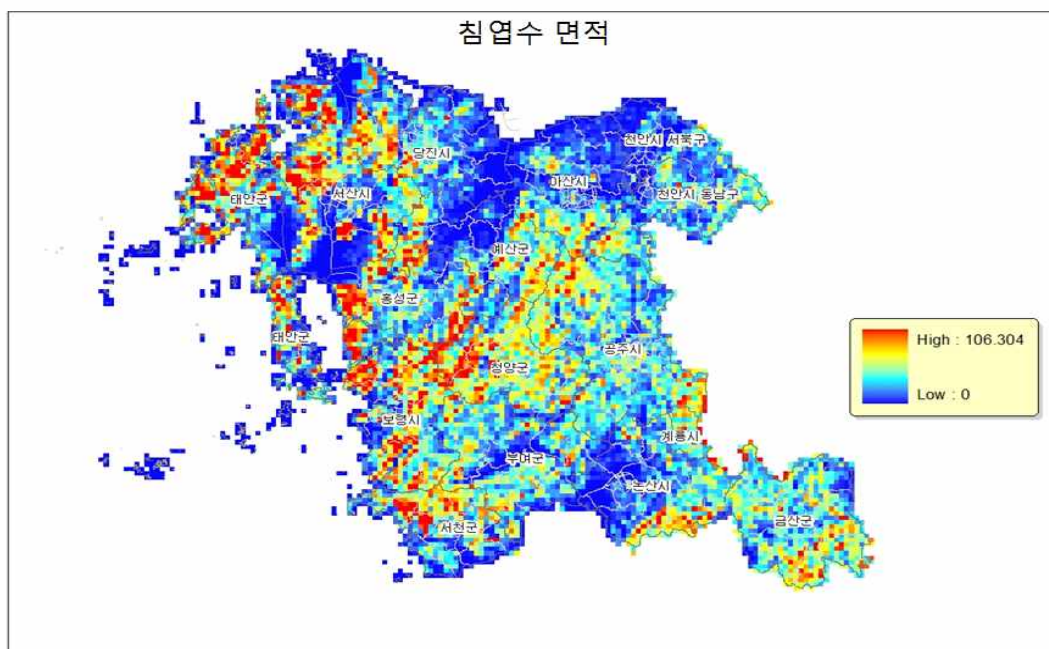 침엽수 면적
천안시 서북구
당진시
아산시
서산시
천안시 동남구
태안군
예산군
홍성군
High : 106.304
태안군
공주시
청양군
Low : 0
보령시
계룡시
부여군
논산시
금산군
서천군